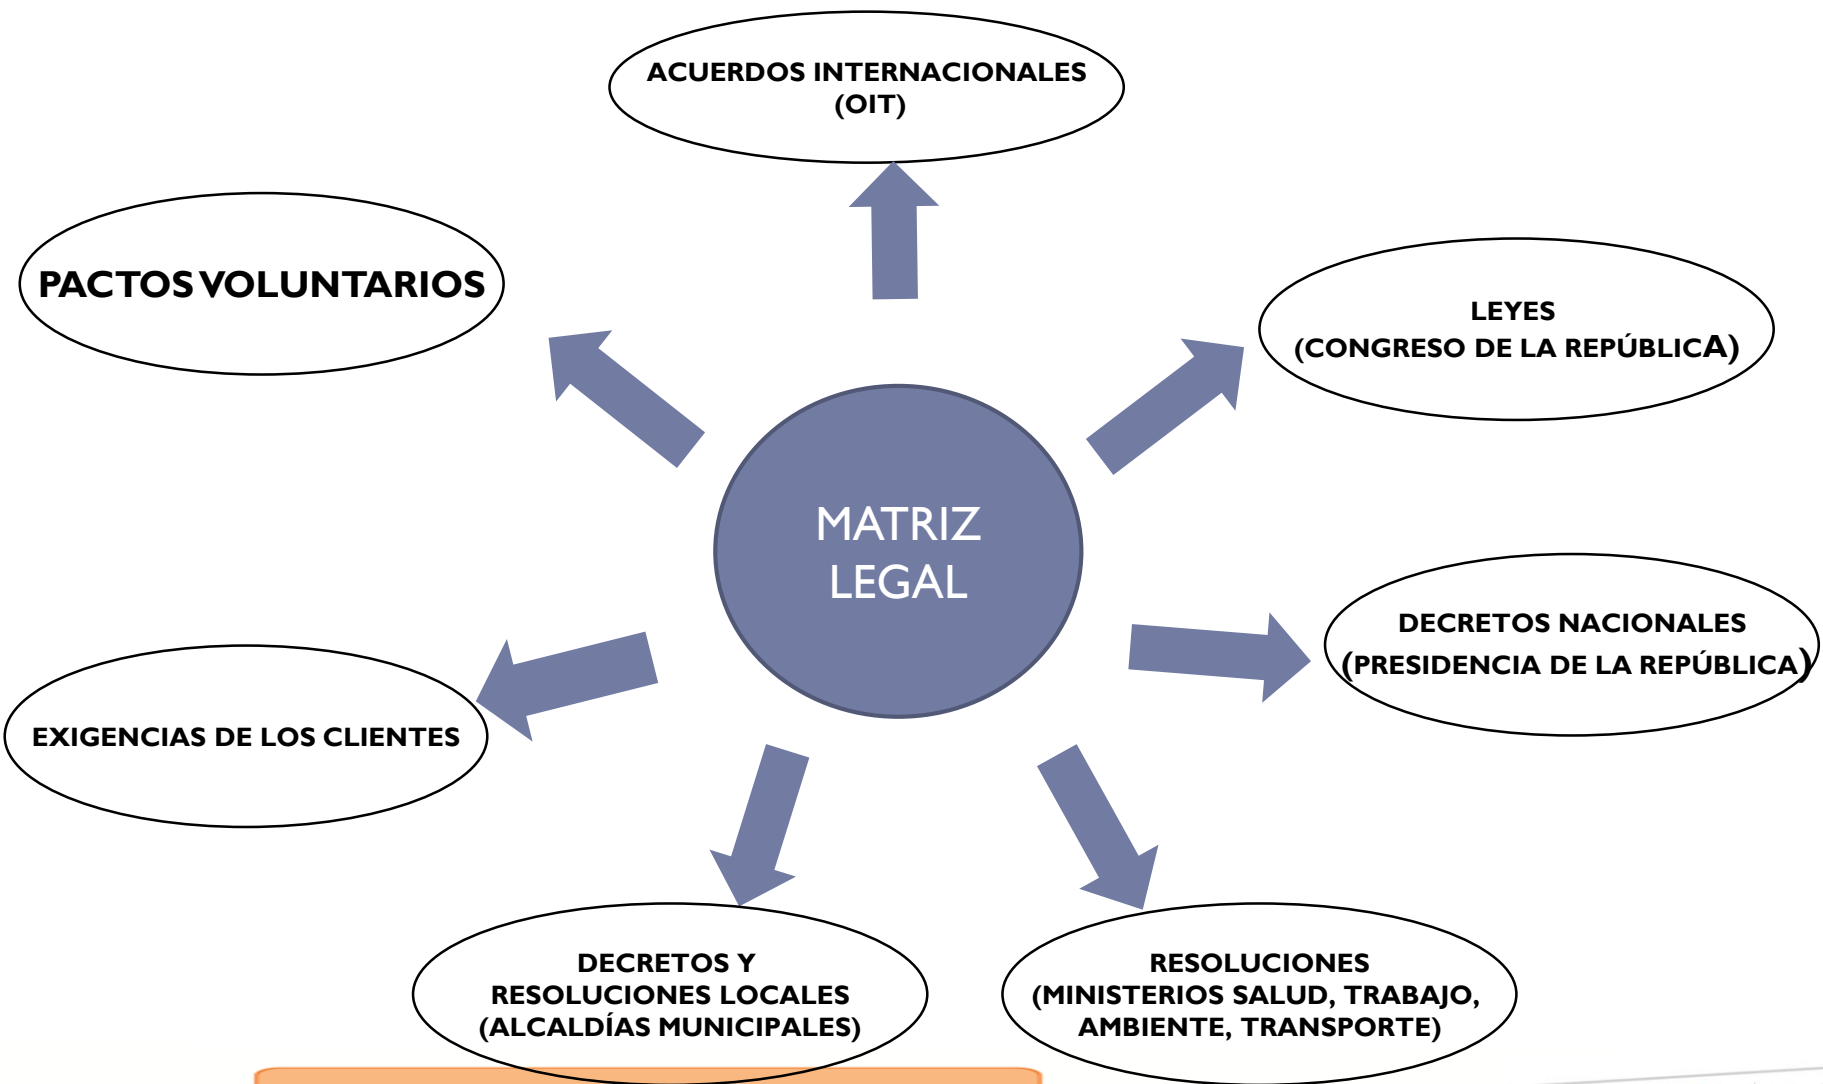 ACUERDOS INTERNACIONALES
(OIT)
PACTOS VOLUNTARIOS
LEYES
(CONGRESO DE LA REPÚBLICA)
MATRIZ
LEGAL
DECRETOS NACIONALES
(PRESIDENCIA DE LA REPÚBLICA)
EXIGENCIAS DE LOS CLIENTES
DECRETOS Y
RESOLUCIONES LOCALES
(ALCALDÍAS MUNICIPALES)
RESOLUCIONES
(MINISTERIOS SALUD, TRABAJO,
AMBIENTE, TRANSPORTE)